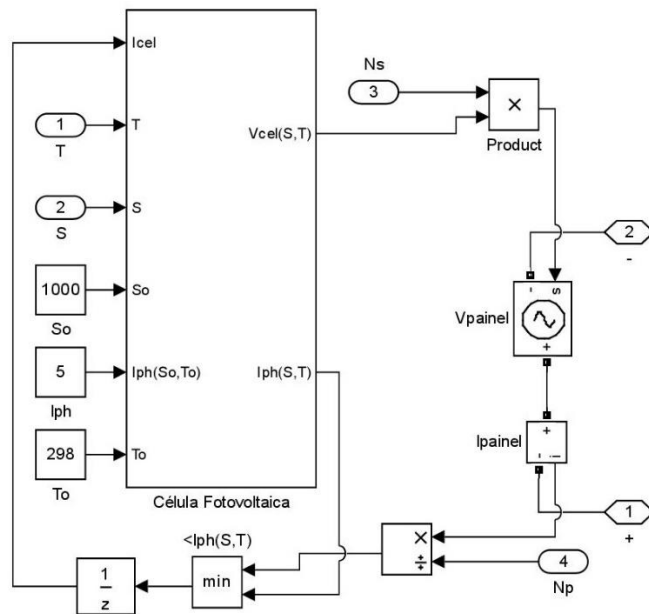 Icel
Ns
3
×
Product
1
T
T
Vcel(S,T)
2
S
S
2
-
1000
So
So
- s
Vpainel
+
5
Iph
Iph(So,To)
Iph(S,T)
+
- i
Ipainel
298
To
To
Célula Fotovoltaica
1
+
<Iph(S,T)
×
÷
4
Np
min
1
z